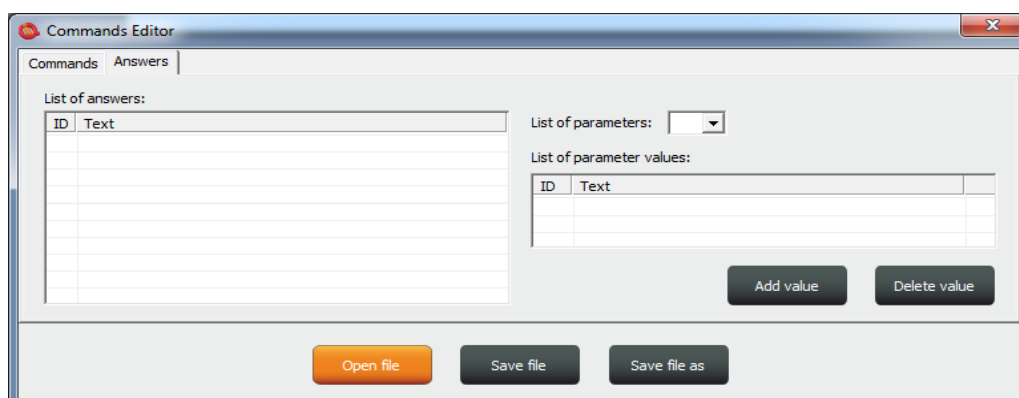 Commands Editor
Commands Answers
List of answers:
ID Text
List of parameters:
List of parameter values:
ID Text
Add value Delete value
Open file Save file Save file as